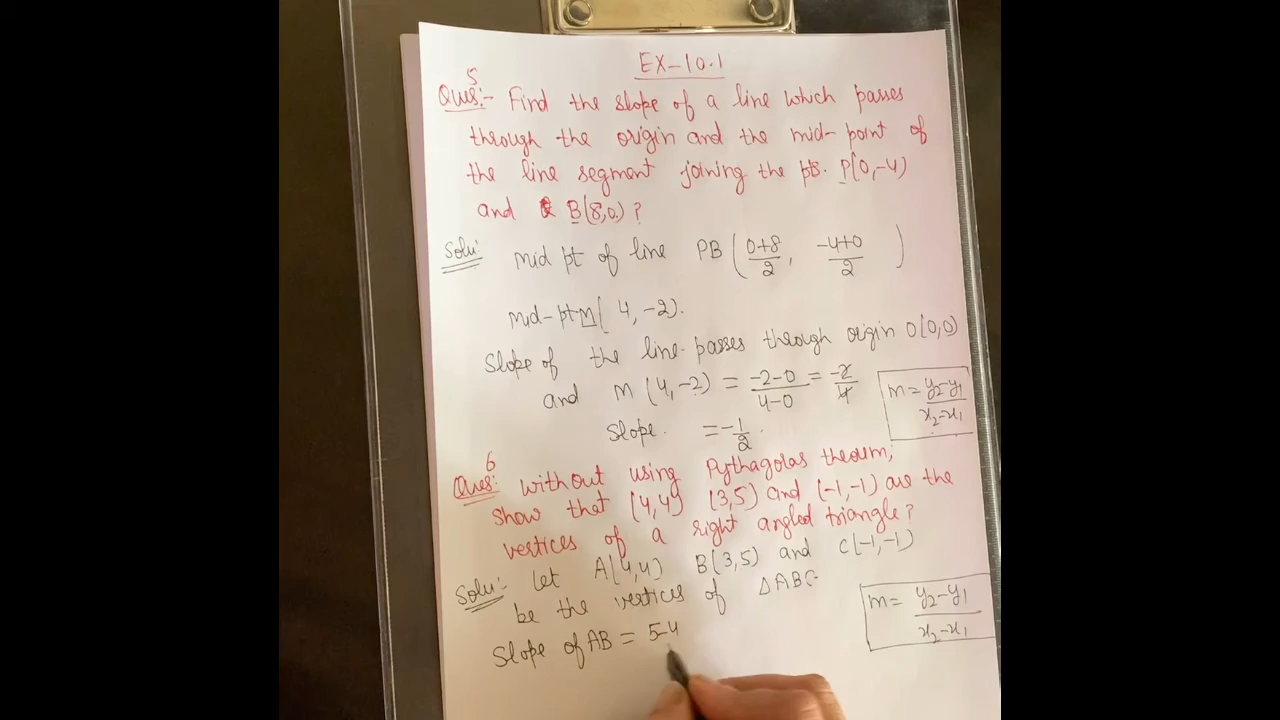 EX-10.1
5
Ques:- Find the slope of a line which passes
through the origin and the mid-point of
the line segment joining the pts. P(0,-4)
and B(8,0)?
Solu: Mid pt of line PB (0+8/2, -4+0/2)
Mid-pt M(4,-2).
Slope of the line passes through origin O(0,0)
and M (4,-2) = -2-0/4-0 = -2/4
m = y2-y1/x2-x1
Slope. = -1/2.
6
Ques: Without using Pythagolas theorem,
show that (4,4) (3,5) and (-1,-1) are the
vertices of a right angled triangle?
Solu:- Let A(4,4) B(3,5) and C(-1,-1)
be the vertices of ΔABC
m = y2-y1/x2-x1
Slope of AB = 5-4